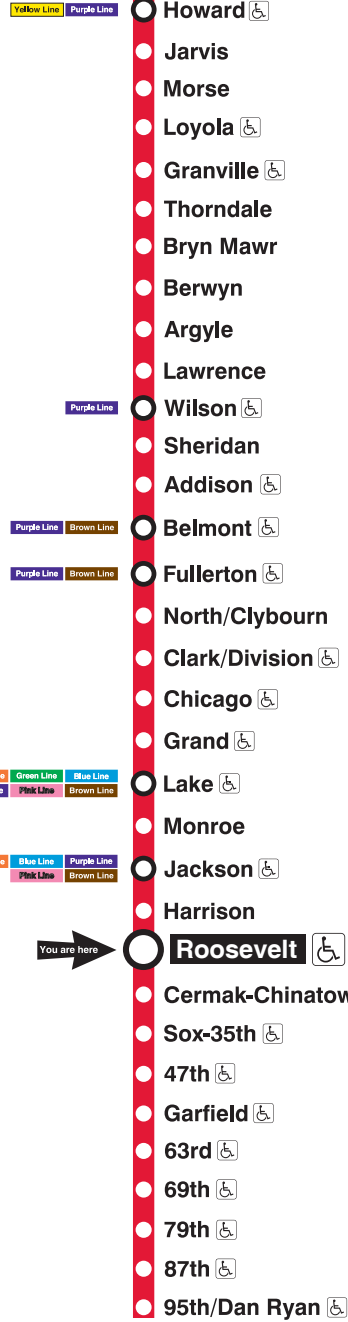 Yellow Line Purple Line Howard
Jarvis
Morse
Loyola
Granville
Thorndale
Bryn Mawr
Berwyn
Argyle
Lawrence
Purple Line Wilson
Sheridan
Addison
Purple Line Brown Line Belmont
Purple Line Brown Line Fullerton
North/Clybourn
Clark/Division
Chicago
Grand
Green Line Blue Line
Pink Line Brown Line
Lake
Monroe
Blue Line Purple Line
Pink Line Brown Line
Jackson
Harrison
You are here Roosevelt
Cermak-Chinatow
Sox-35th
47th
Garfield
63rd
69th
79th
87th
95th/Dan Ryan